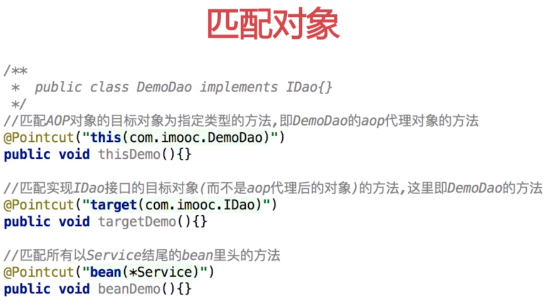 匹配对象
/**
 *  public class DemoDao implements IDao{}
 */
//匹配AOP对象的目标对象为指定类型的方法,即DemoDao的aop代理对象的方法
@Pointcut("this(com.imooc.DemoDao)")
public void thisDemo(){}
//匹配实现IDao接口的目标对象(而不是aop代理后的对象)的方法,这里即DemoDao的方法
@Pointcut("target(com.imooc.IDao)")
public void targetDemo(){}
//匹配所有以Service结尾的bean里头的方法
@Pointcut("bean(*Service)")
public void beanDemo(){}